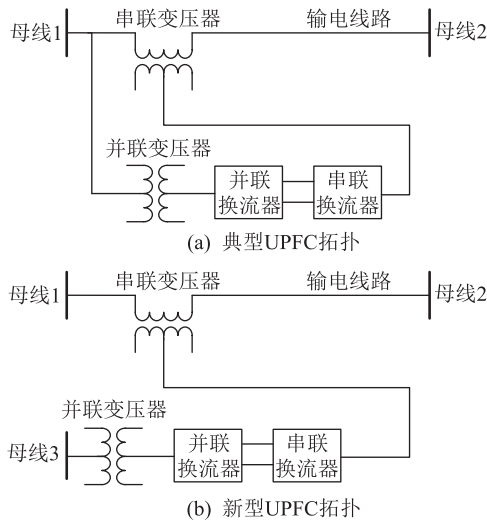 串联变压器 输电线路
母线1 母线2
并联变压器
并联 串联
换流器 换流器
(a) 典型UPFC拓扑
串联变压器 输电线路
母线1 母线2
并联变压器
母线3
并联 串联
换流器 换流器
(b) 新型UPFC拓扑